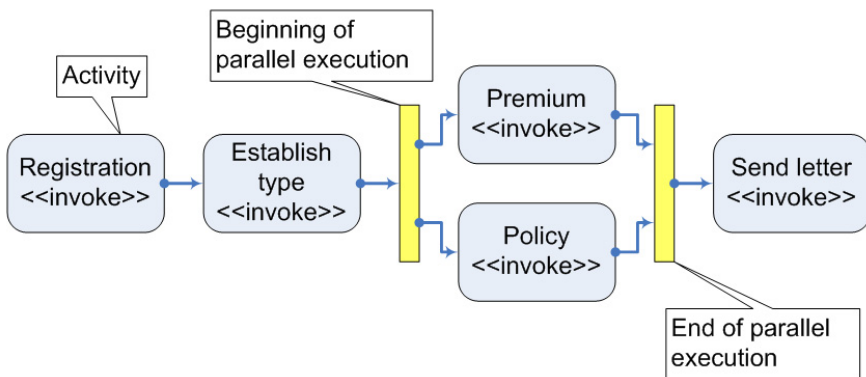 Beginning of
parallel execution
Activity
Registration
<<invoke>>
Establish
type
<<invoke>>
Premium
<<invoke>>
Policy
<<invoke>>
Send letter
<<invoke>>
End of parallel
execution